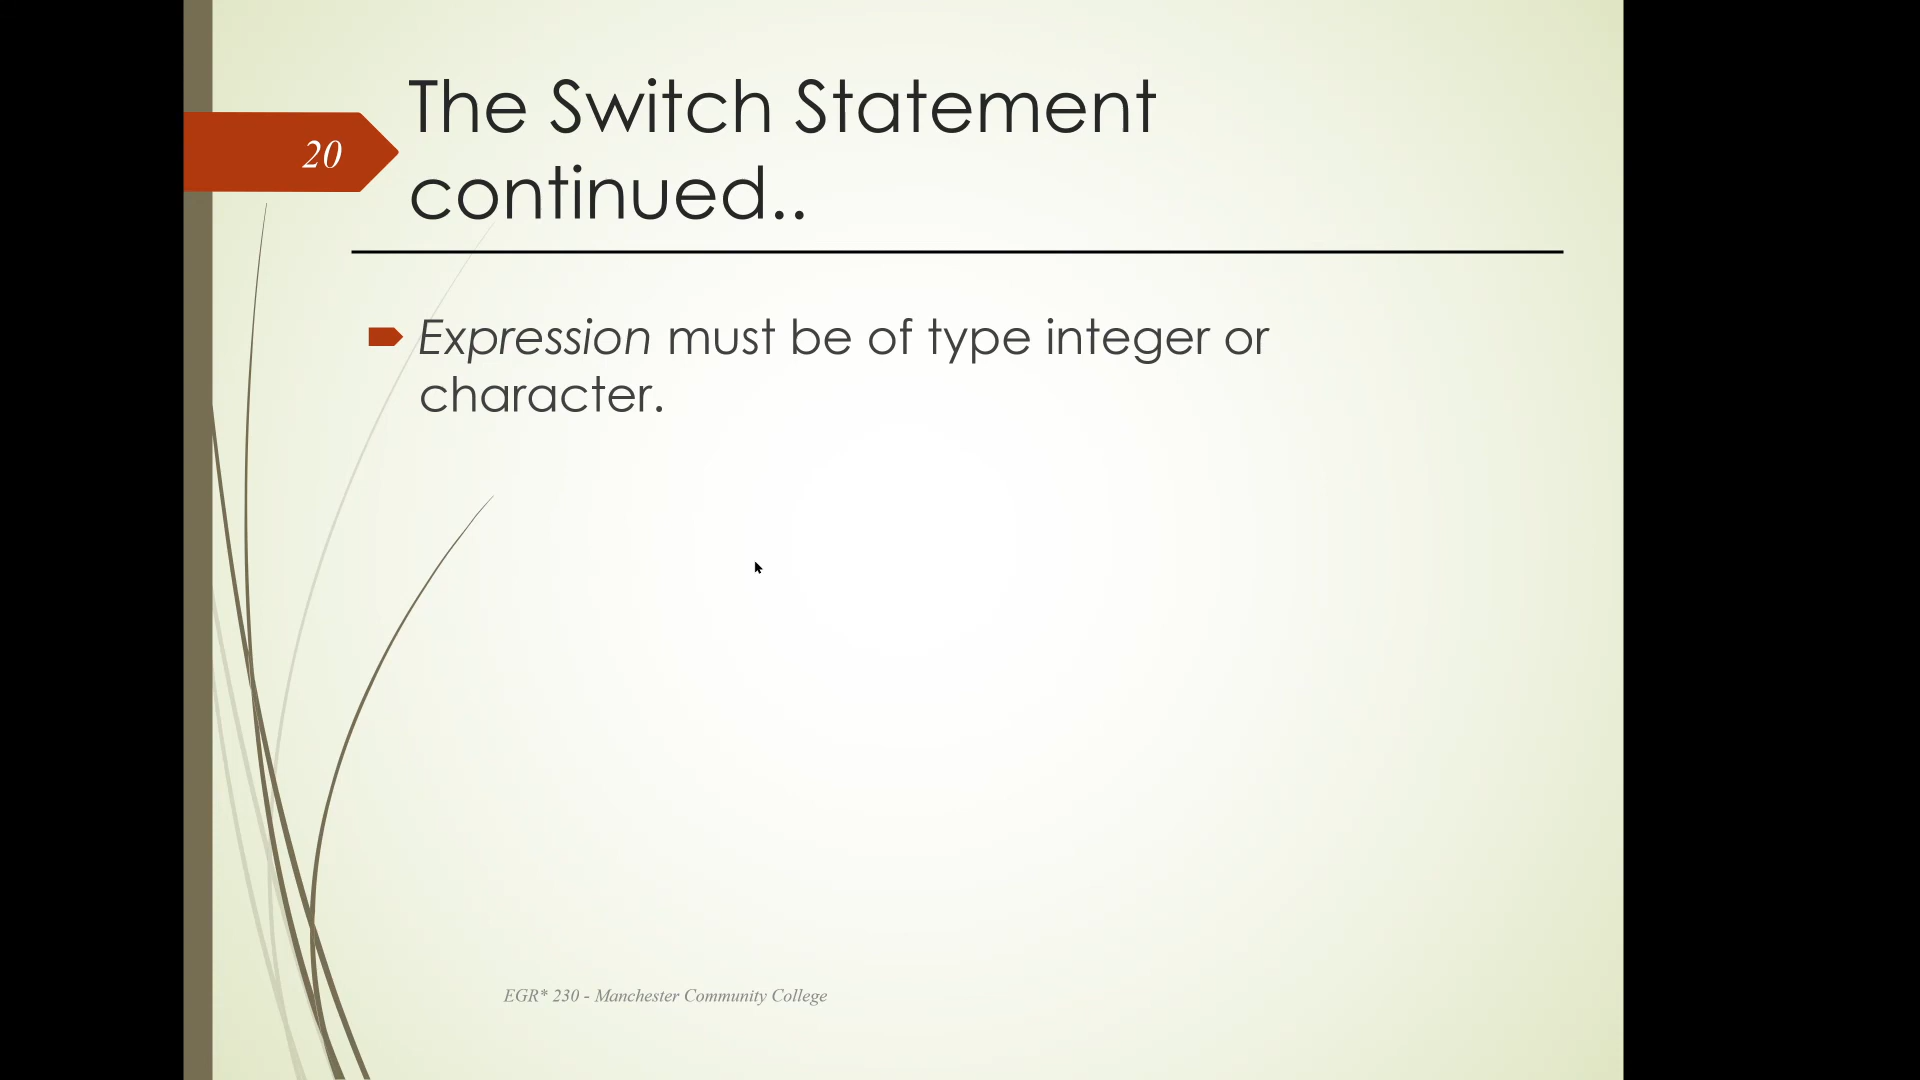 The Switch Statement
continued..
20
Expression must be of type integer or
character.
EGR* 230 - Manchester Community College